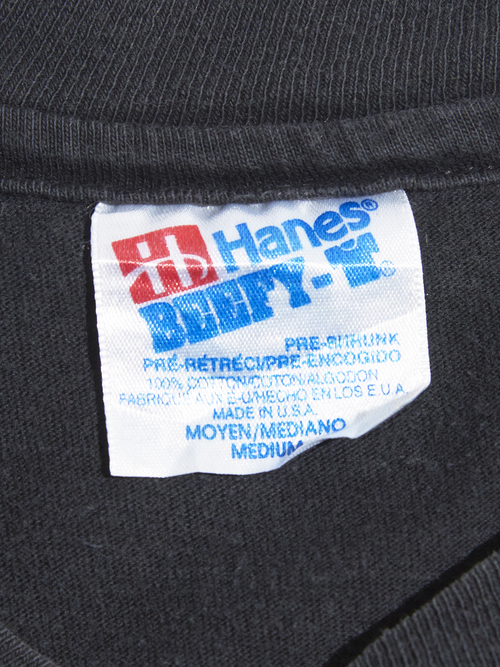 Hanes®
BEEFY-T®
PRE-SHRUNK
PRÉ-RÉTRÉCI/PRE-ENCOGIDO
100% COTTON/COTON/ALGODON
FABRIQUÉ AUX É-U/HECHO EN LOS E.U.A.
MADE IN U.S.A.
MOYEN/MEDIANO
MEDIUM